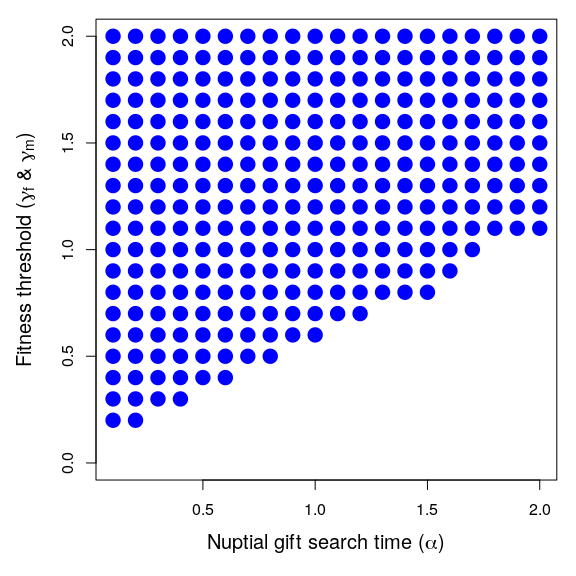 Fitness threshold (γf & γm)
2.0
1.5
1.0
0.5
0.0
0.5 1.0 1.5 2.0
Nuptial gift search time (α)